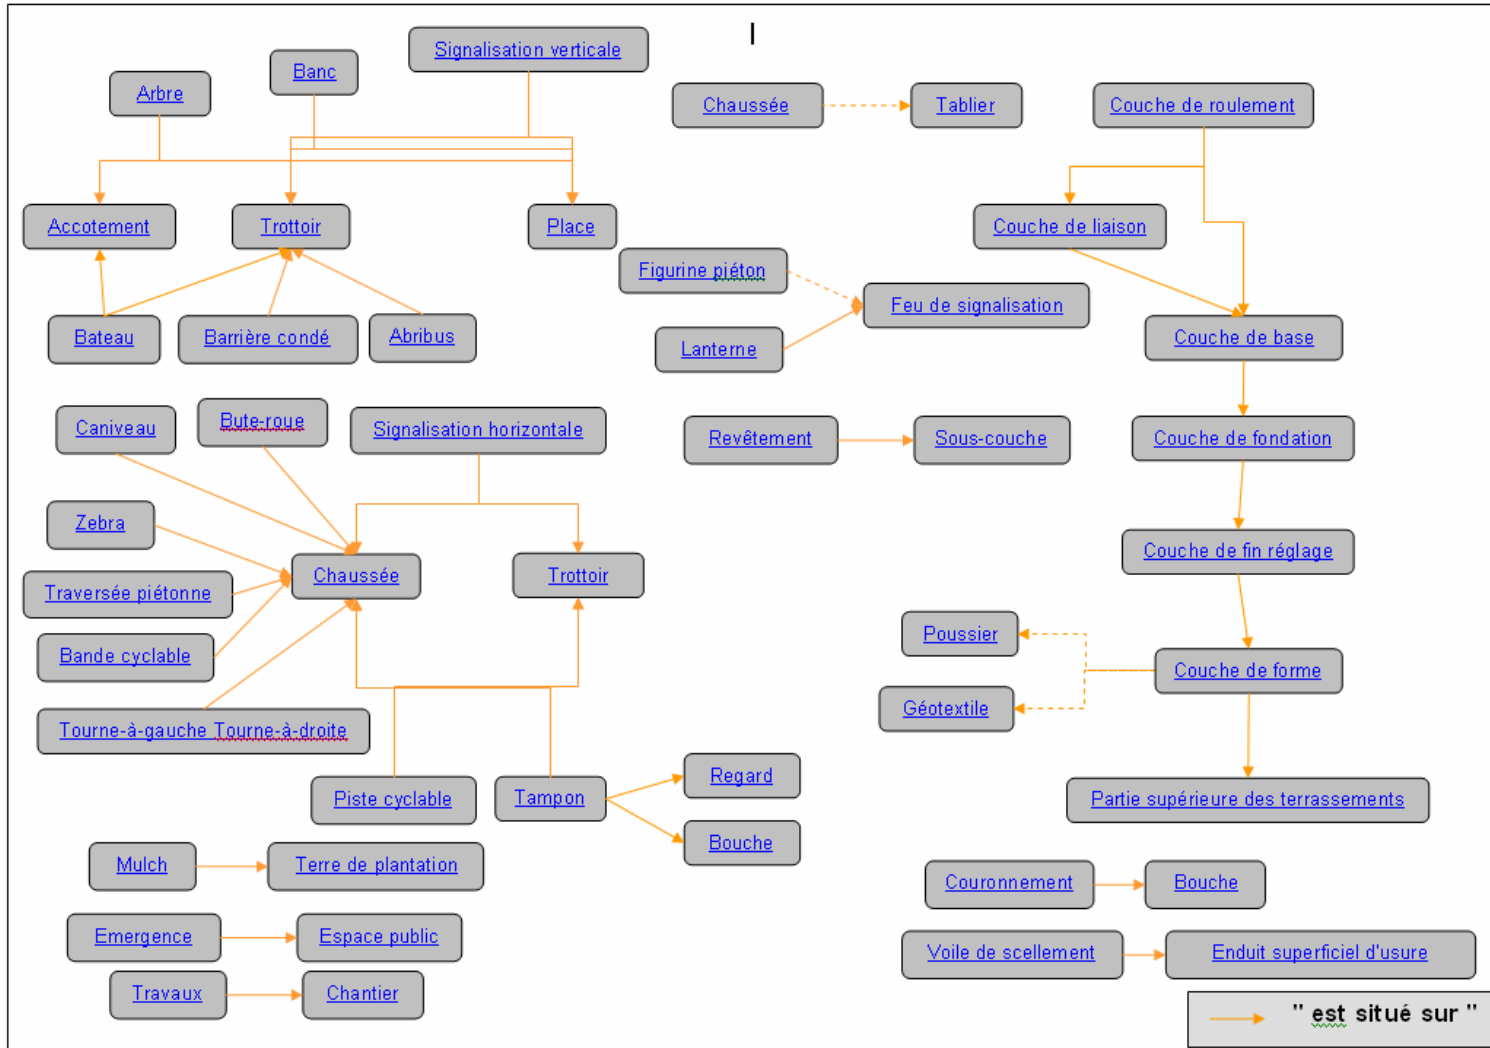 Signalisation verticale
Banc
Arbre
Chaussée
Tablier
Couche de roulement
Accotement
Trottoir
Place
Couche de liaison
Figurine piéton
Feu de signalisation
Bateau
Barrière condé
Abribus
Lanterne
Couche de base
Caniveau
Bute-roue
Signalisation horizontale
Revêtement
Sous-couche
Couche de fondation
Zebra
Couche de fin réglage
Chaussée
Trottoir
Traversée piétonne
Poussier
Bande cyclable
Couche de forme
Géotextile
Tourne-à-gauche Tourne-à-droite
Regard
Piste cyclable
Tampon
Partie supérieure des terrassements
Bouche
Mulch
Terre de plantation
Couronnement
Bouche
Emergence
Espace public
Voile de scellement
Enduit superficiel d'usure
Travaux
Chantier
" est situé sur "